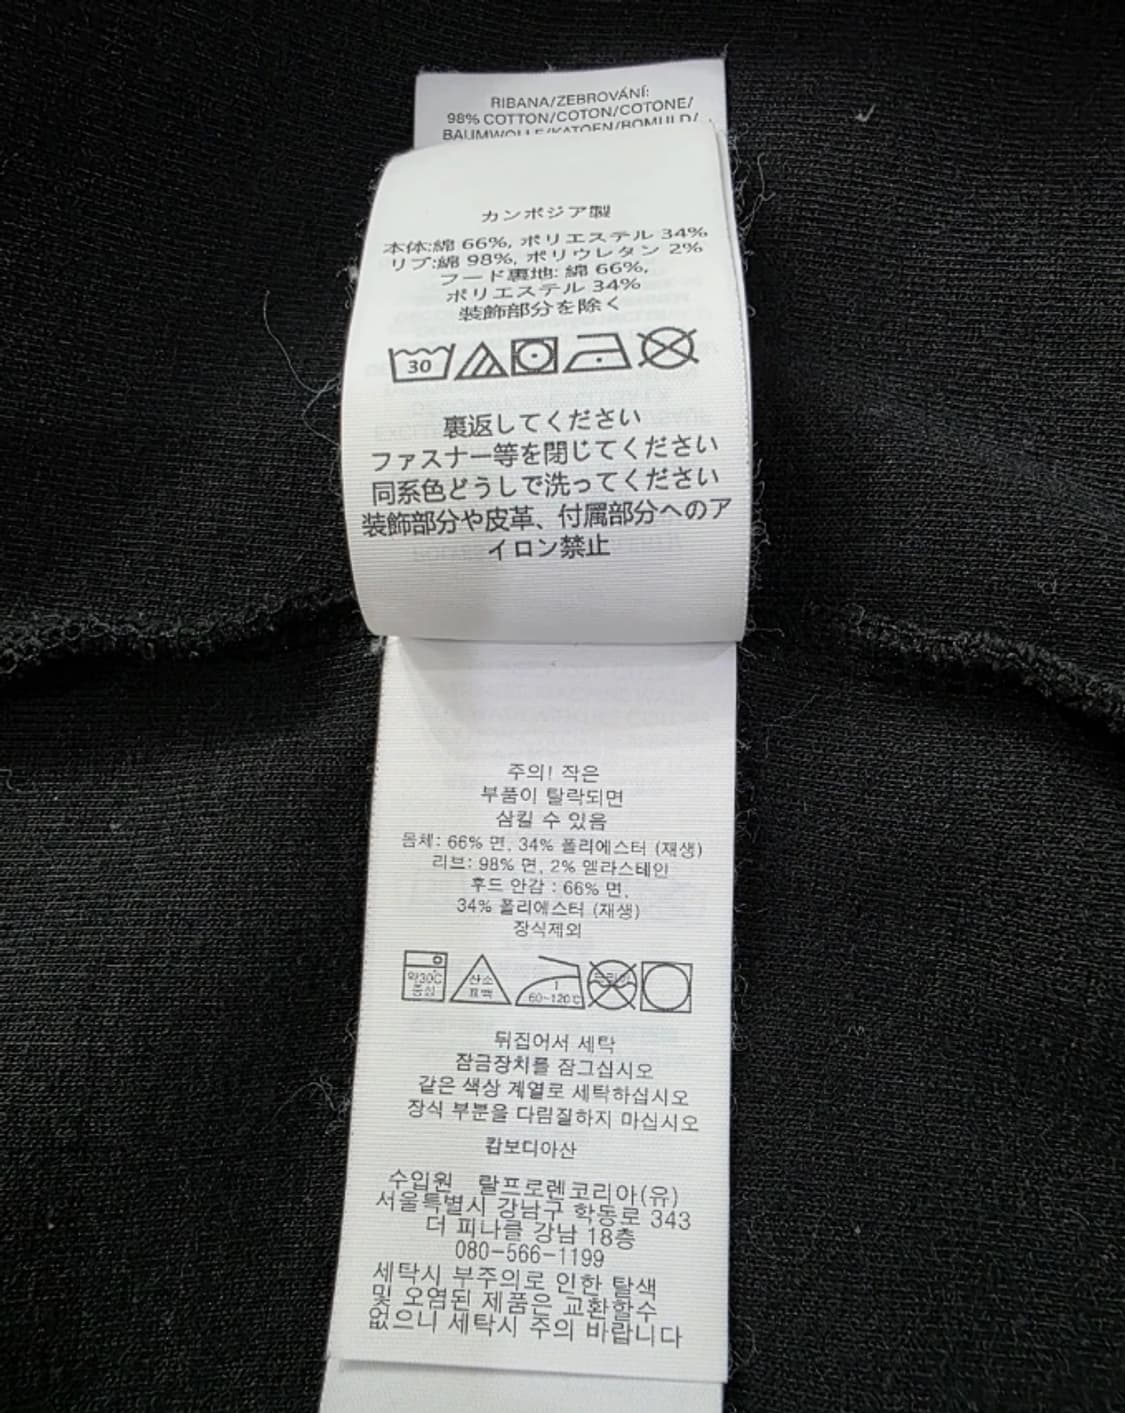 RIBANA/ZEBROVÁNÍ:
98% COTTON/COTON/COTONE/
BAUMWOLLE/KATOEN/BOMULD/
カンボジア製
本体:綿 66%, ポリエステル 34%
リブ:綿 98%, ポリウレタン 2%
フード裏地: 綿 66%,
ポリエステル 34%
装飾部分を除く
30
裏返してください
ファスナー等を閉じてください
同系色どうしで洗ってください
装飾部分や皮革、付属部分へのア
イロン禁止
주의! 작은
부품이 탈락되면
삼킬 수 있음
몸체: 66% 면, 34% 폴리에스터 (재생)
리브: 98% 면, 2% 엘라스테인
후드 안감 : 66% 면,
34% 폴리에스터 (재생)
장식제외
약30℃ 산소
중성 표백 60~120℃
뒤집어서 세탁
잠금장치를 잠그십시오
같은 색상 계열로 세탁하십시오
장식 부분을 다림질하지 마십시오
캄보디아산
수입원 랄프로렌코리아(유)
서울특별시 강남구 학동로 343
더 피나클 강남 18층
080-566-1199
세탁시 부주의로 인한 탈색
및 오염된 제품은 교환할수
없으니 세탁시 주의 바랍니다